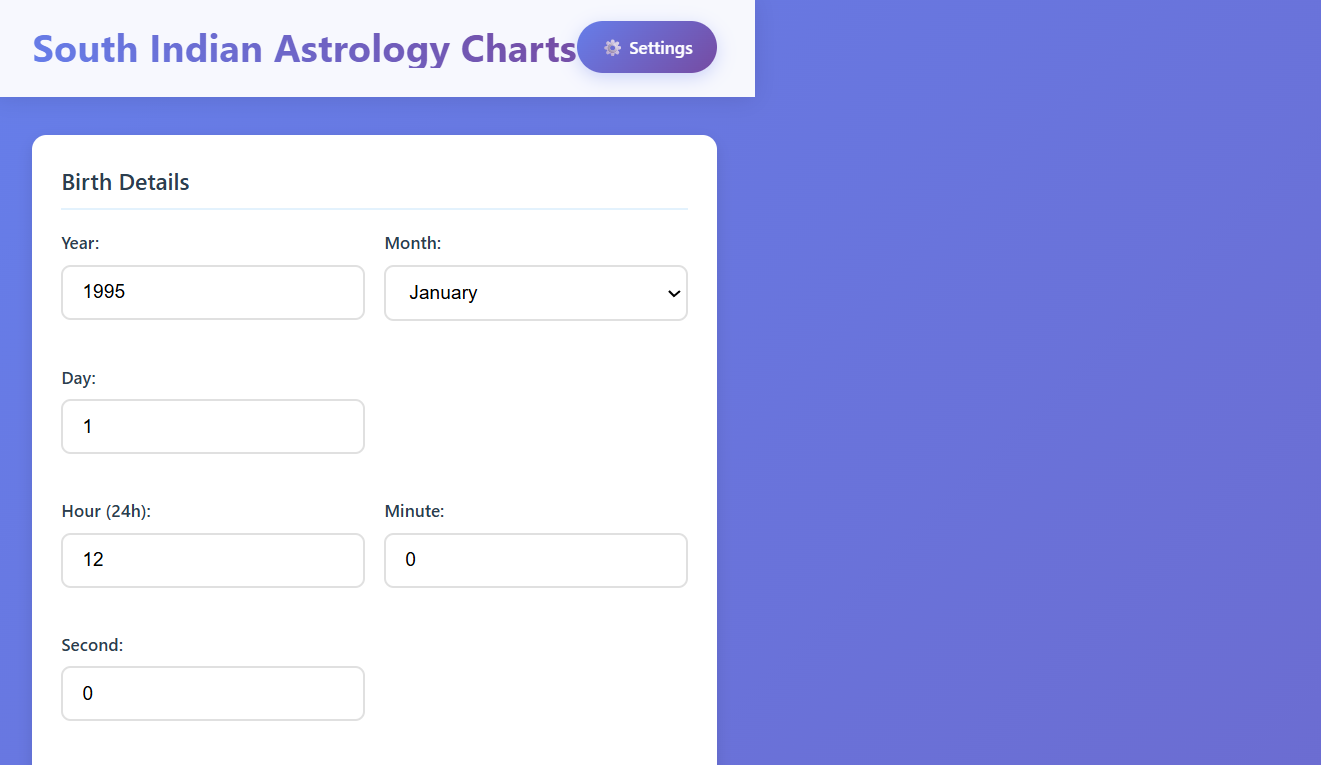 South Indian Astrology Charts
Settings
Birth Details
Year: Month:
1995 January
Day:
1
Hour (24h): Minute:
12 0
Second:
0